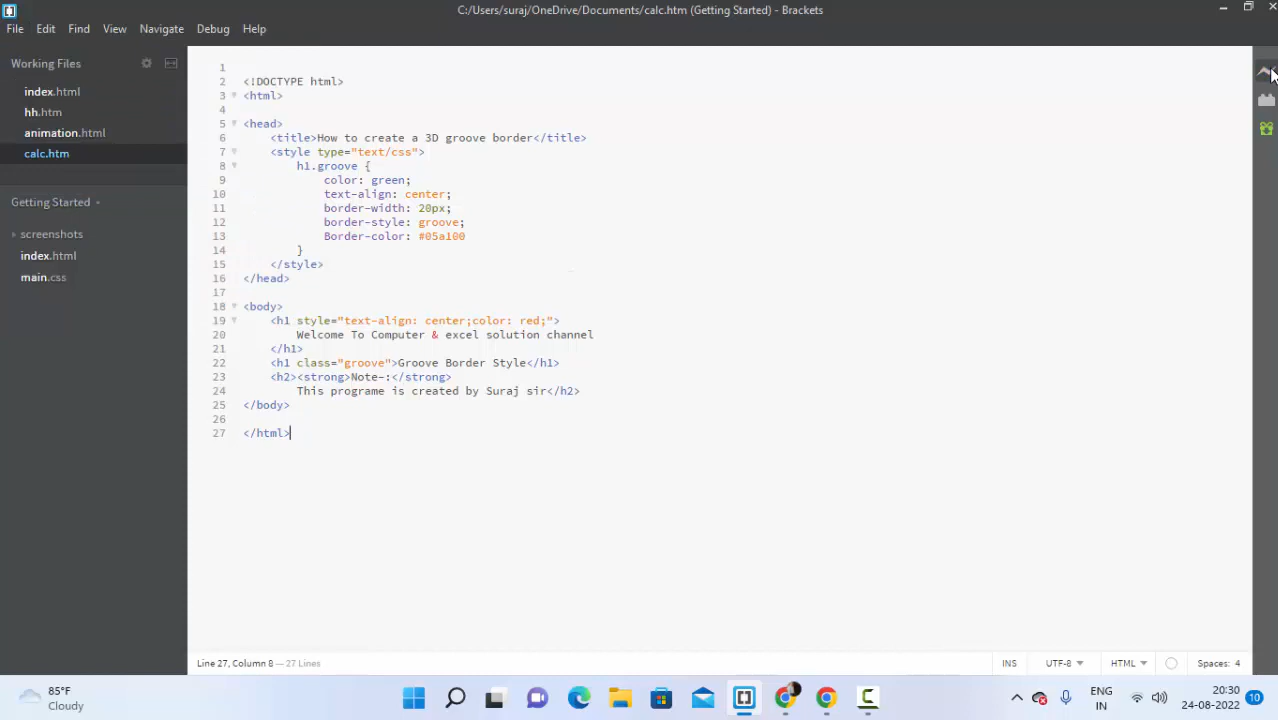 C:/Users/suraj/OneDrive/Documents/calc.htm (Getting Started) - Brackets
File Edit Find View Navigate Debug Help
Working Files
index.html
hh.htm
animation.html
calc.htm
Getting Started
screenshots
index.html
main.css
1
2 <!DOCTYPE html>
3 <html>
4
5 <head>
6 <title>How to create a 3D groove border</title>
7 <style type="text/css">
8 h1.groove {
9 color: green;
10 text-align: center;
11 border-width: 20px;
12 border-style: groove;
13 Border-color: #05a100
14 }
15 </style>
16 </head>
17
18 <body>
19 <h1 style="text-align: center;color: red;">
20 Welcome To Computer & excel solution channel
21 </h1>
22 <h1 class="groove">Groove Border Style</h1>
23 <h2><strong>Note-:</strong>
24 This programe is created by Suraj sir</h2>
25 </body>
26
27 </html>
Line 27, Column 8 — 27 Lines
INS UTF-8 HTML Spaces: 4
85°F
Cloudy
ENG
IN
20:30
24-08-2022
10